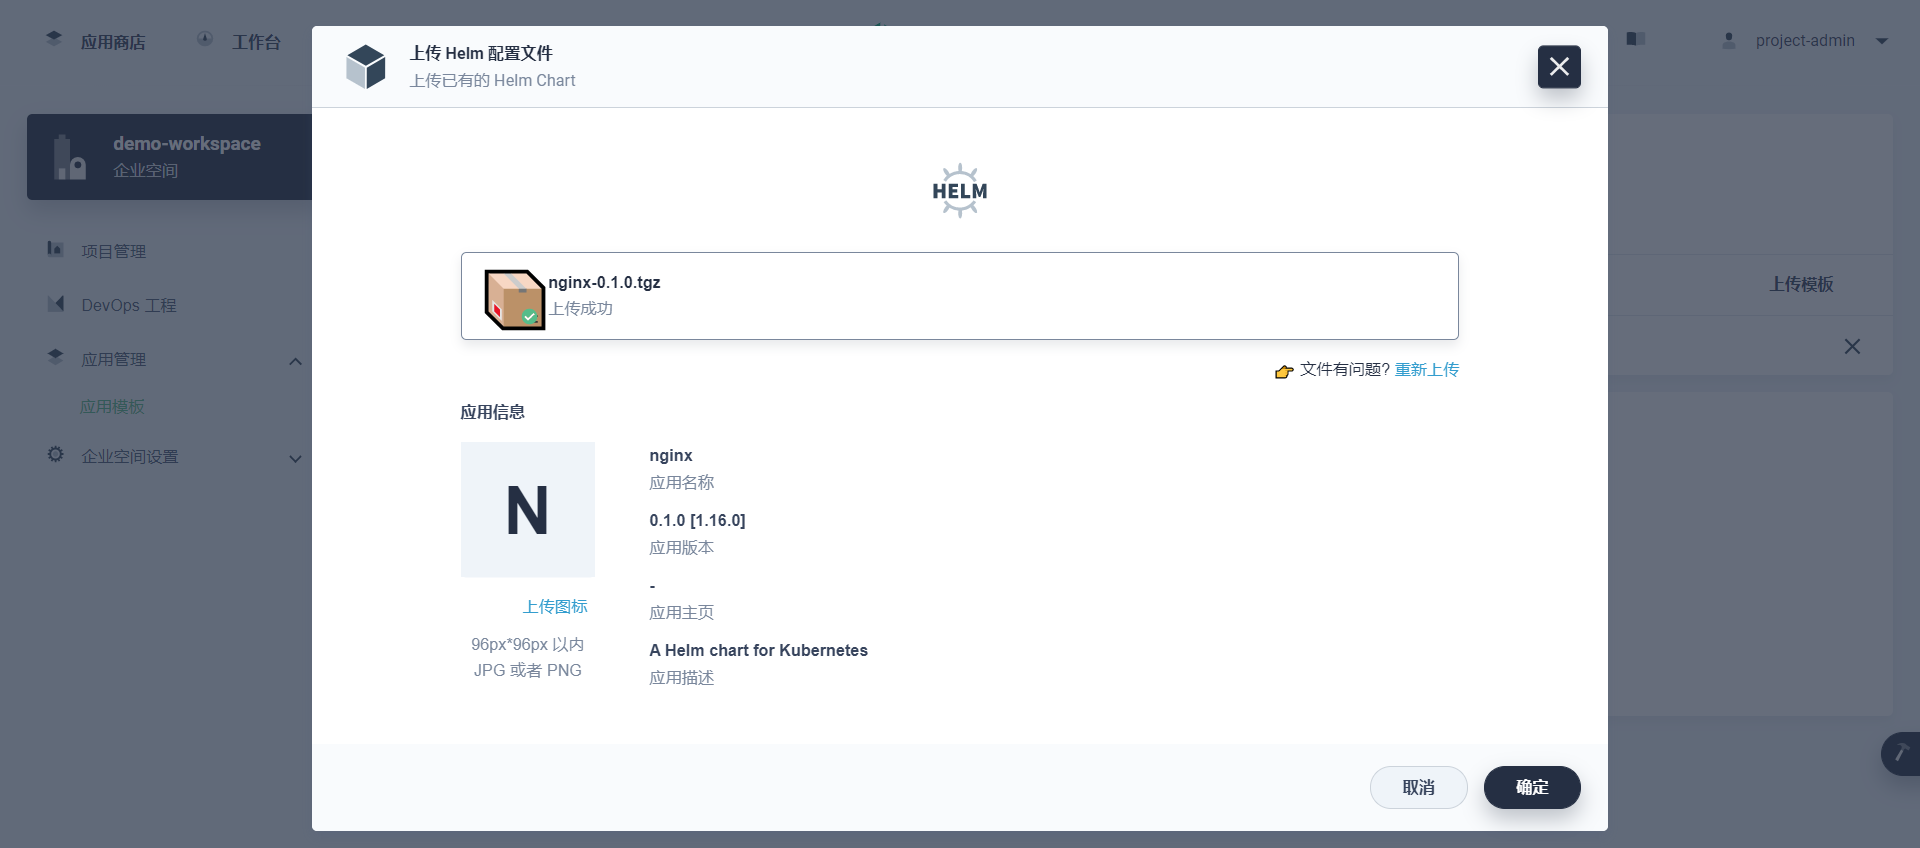 应用商店
工作台
project-admin
demo-workspace
企业空间
项目管理
DevOps 工程
应用管理
应用模板
企业空间设置
上传模板
上传 Helm 配置文件
上传已有的 Helm Chart
HELM
nginx-0.1.0.tgz
上传成功
文件有问题? 重新上传
应用信息
N
上传图标
96px*96px 以内
JPG 或者 PNG
nginx
应用名称
0.1.0 [1.16.0]
应用版本
-
应用主页
A Helm chart for Kubernetes
应用描述
取消
确定